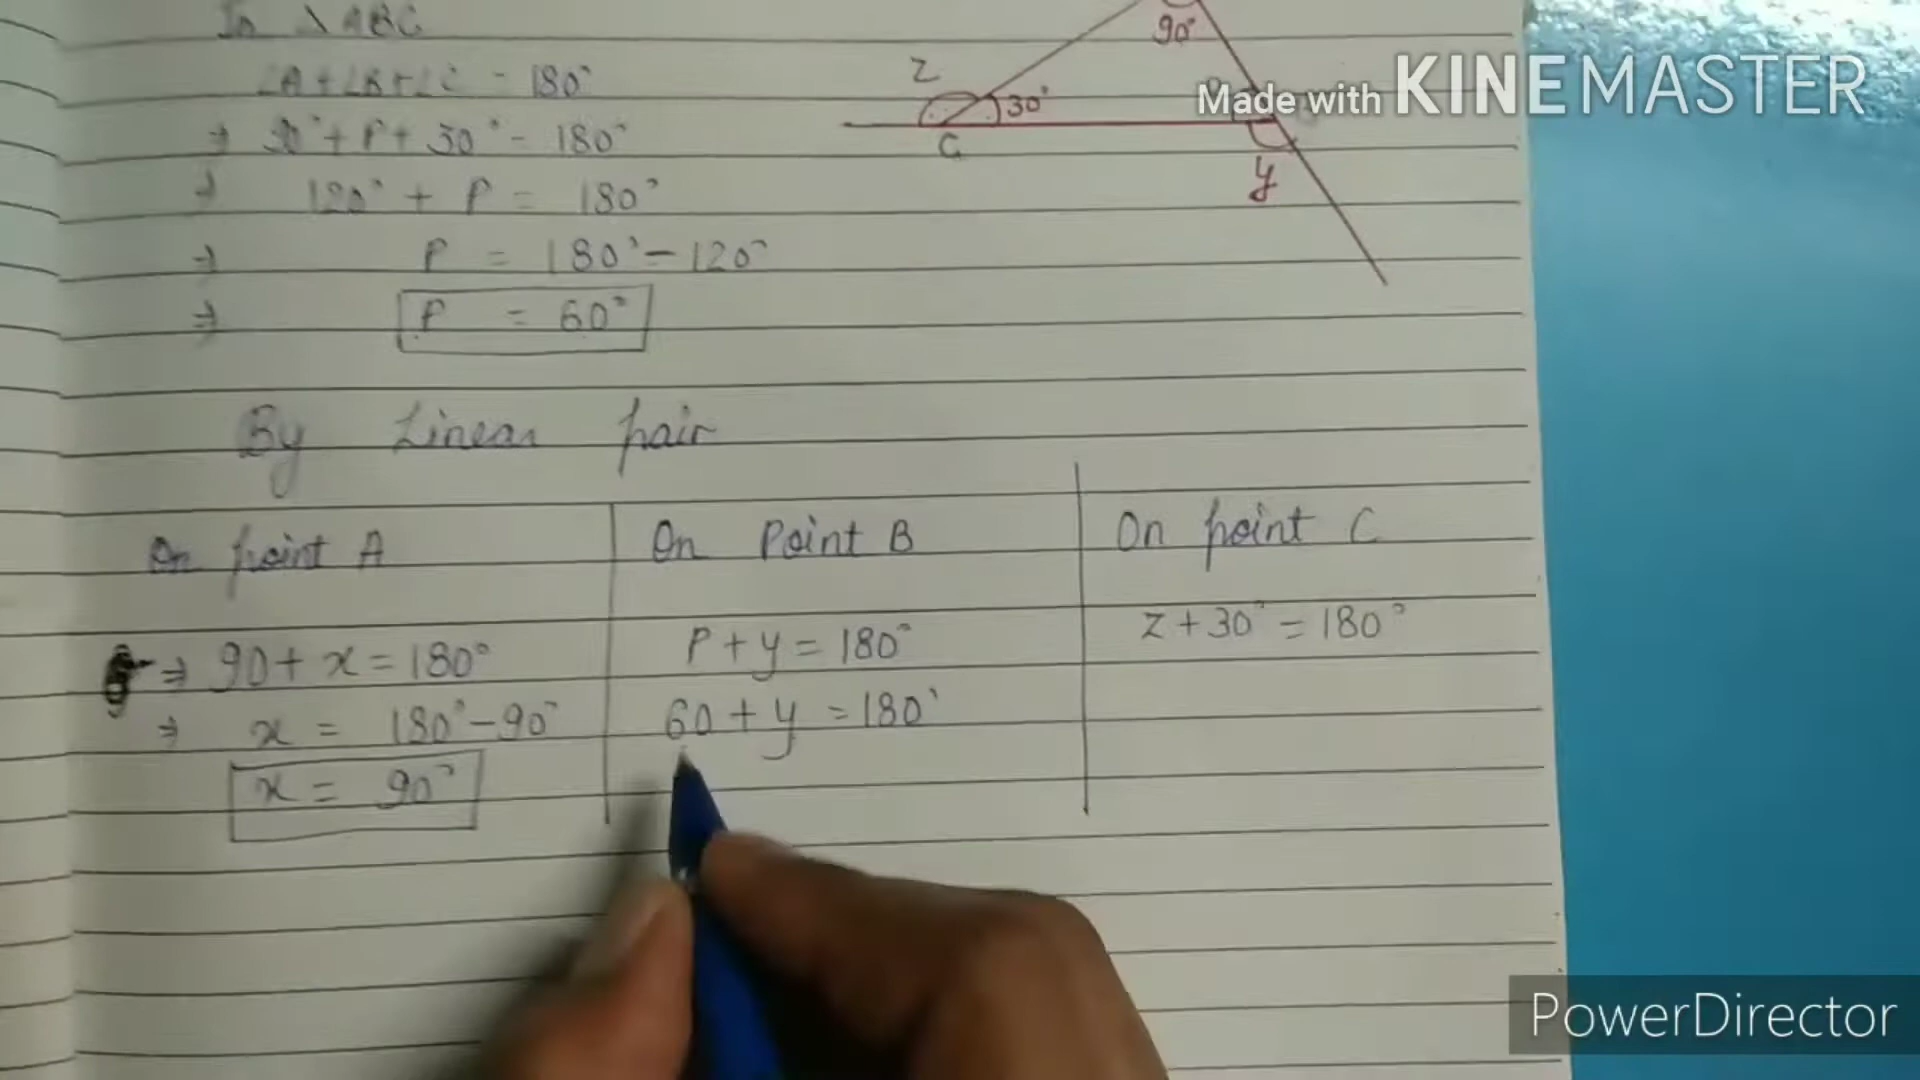 In △ABC
∠A+∠B+∠C = 180°
⇒ 90°+P+30° = 180°
⇒ 120° + P = 180°
⇒ P = 180°-120°
⇒ P = 60°
z
90°
30°
C
y
Made with KINEMASTER
By Linear pair
On point A
⇒ 90+x=180°
⇒ x = 180°-90°
x = 90°
On Point B
P+y=180°
60+y=180°
On point C
z+30°=180°
PowerDirector